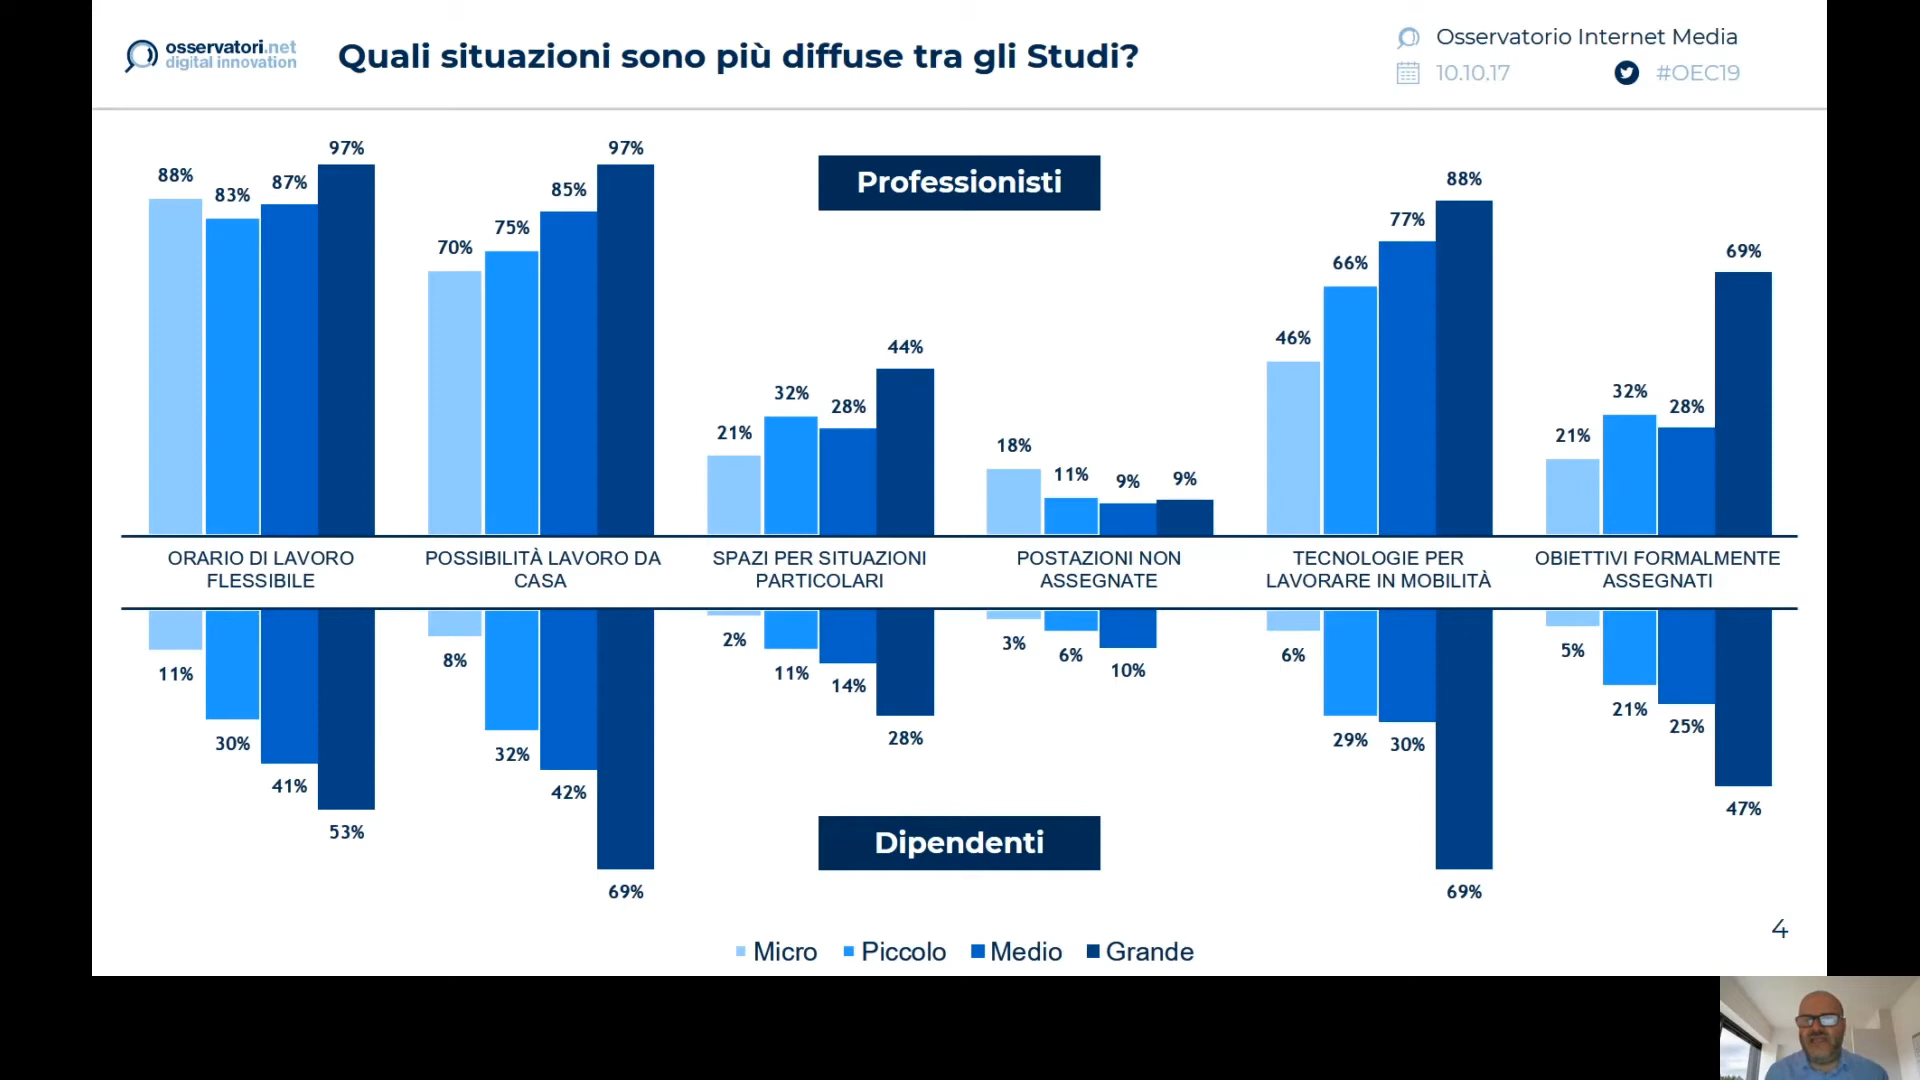 osservatori.net
digital innovation
Quali situazioni sono più diffuse tra gli Studi?
Osservatorio Internet Media
10.10.17
#OEC19
88%
83%
87%
97%
70%
75%
85%
97%
Professionisti
21%
32%
28%
44%
18%
11%
9%
9%
46%
66%
77%
88%
21%
32%
28%
69%
ORARIO DI LAVORO
FLESSIBILE
POSSIBILITÀ LAVORO DA
CASA
SPAZI PER SITUAZIONI
PARTICOLARI
POSTAZIONI NON
ASSEGNATE
TECNOLOGIE PER
LAVORARE IN MOBILITÀ
OBIETTIVI FORMALMENTE
ASSEGNATI
11%
30%
41%
53%
8%
32%
42%
69%
2%
11%
14%
28%
3%
6%
10%
6%
29%
30%
69%
5%
21%
25%
47%
Dipendenti
4
Micro
Piccolo
Medio
Grande